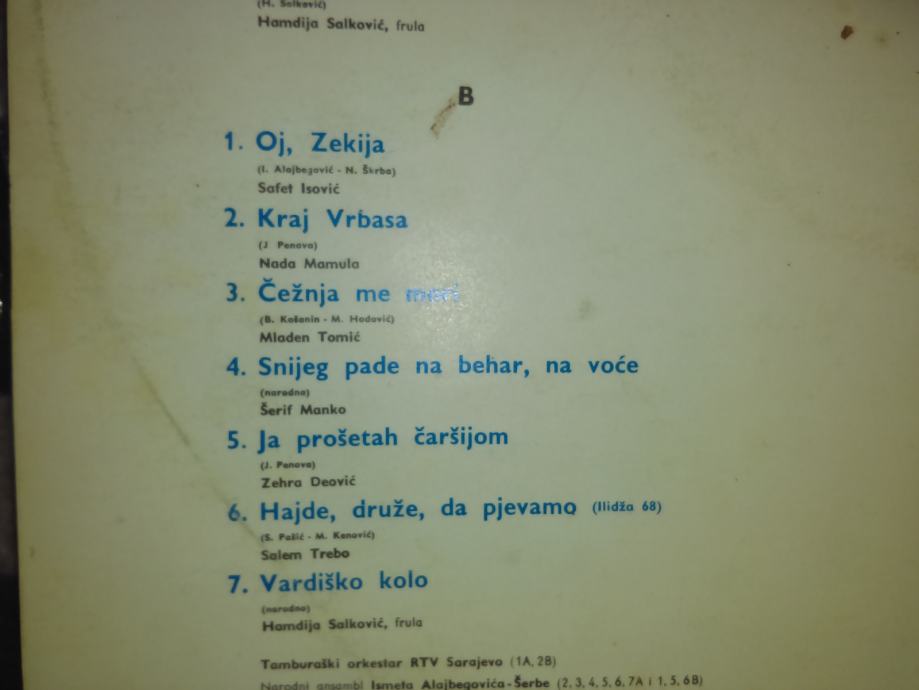 (H. Salković)
Hamdija Salković, frula
B
1. Oj, Zekija
(I. Alajbegović - N. Škrba)
Safet Isović
2. Kraj Vrbasa
(J Penava)
Nada Mamula
3. Čežnja me mori
(B. Košanin - M. Hodović)
Mladen Tomić
4. Snijeg pade na behar, na voće
(narodna)
Šerif Manko
5. Ja prošetah čaršijom
(J. Penava)
Zehra Deović
6. Hajde, druže, da pjevamo (Ilidža 68)
(S. Pašić - M. Kenović)
Salem Trebo
7. Vardiško kolo
(narodno)
Hamdija Salković, frula
Tamburaški orkestar RTV Sarajevo (1A, 2B)
Narodni ansambl Ismeta Alajbegovića-Šerbe (2, 3, 4, 5, 6, 7A i 1, 5, 6B)